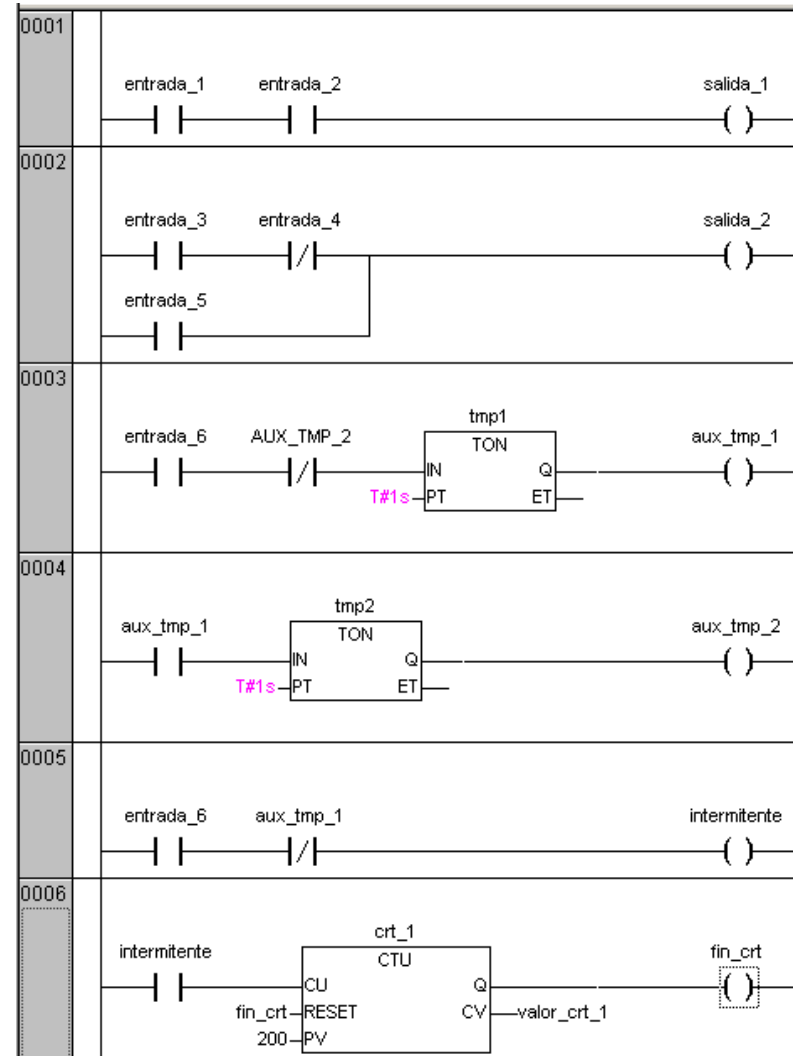 0001
entrada_1 entrada_2 salida_1
0002
entrada_3 entrada_4 salida_2
entrada_5
0003
tmp1
entrada_6 AUX_TMP_2 TON aux_tmp_1
IN Q
T#1s PT ET
0004
tmp2
aux_tmp_1 TON aux_tmp_2
IN Q
T#1s PT ET
0005
entrada_6 aux_tmp_1 intermitente
0006
crt_1
intermitente CTU fin_crt
CU Q
fin_crt RESET CV valor_crt_1
200 PV